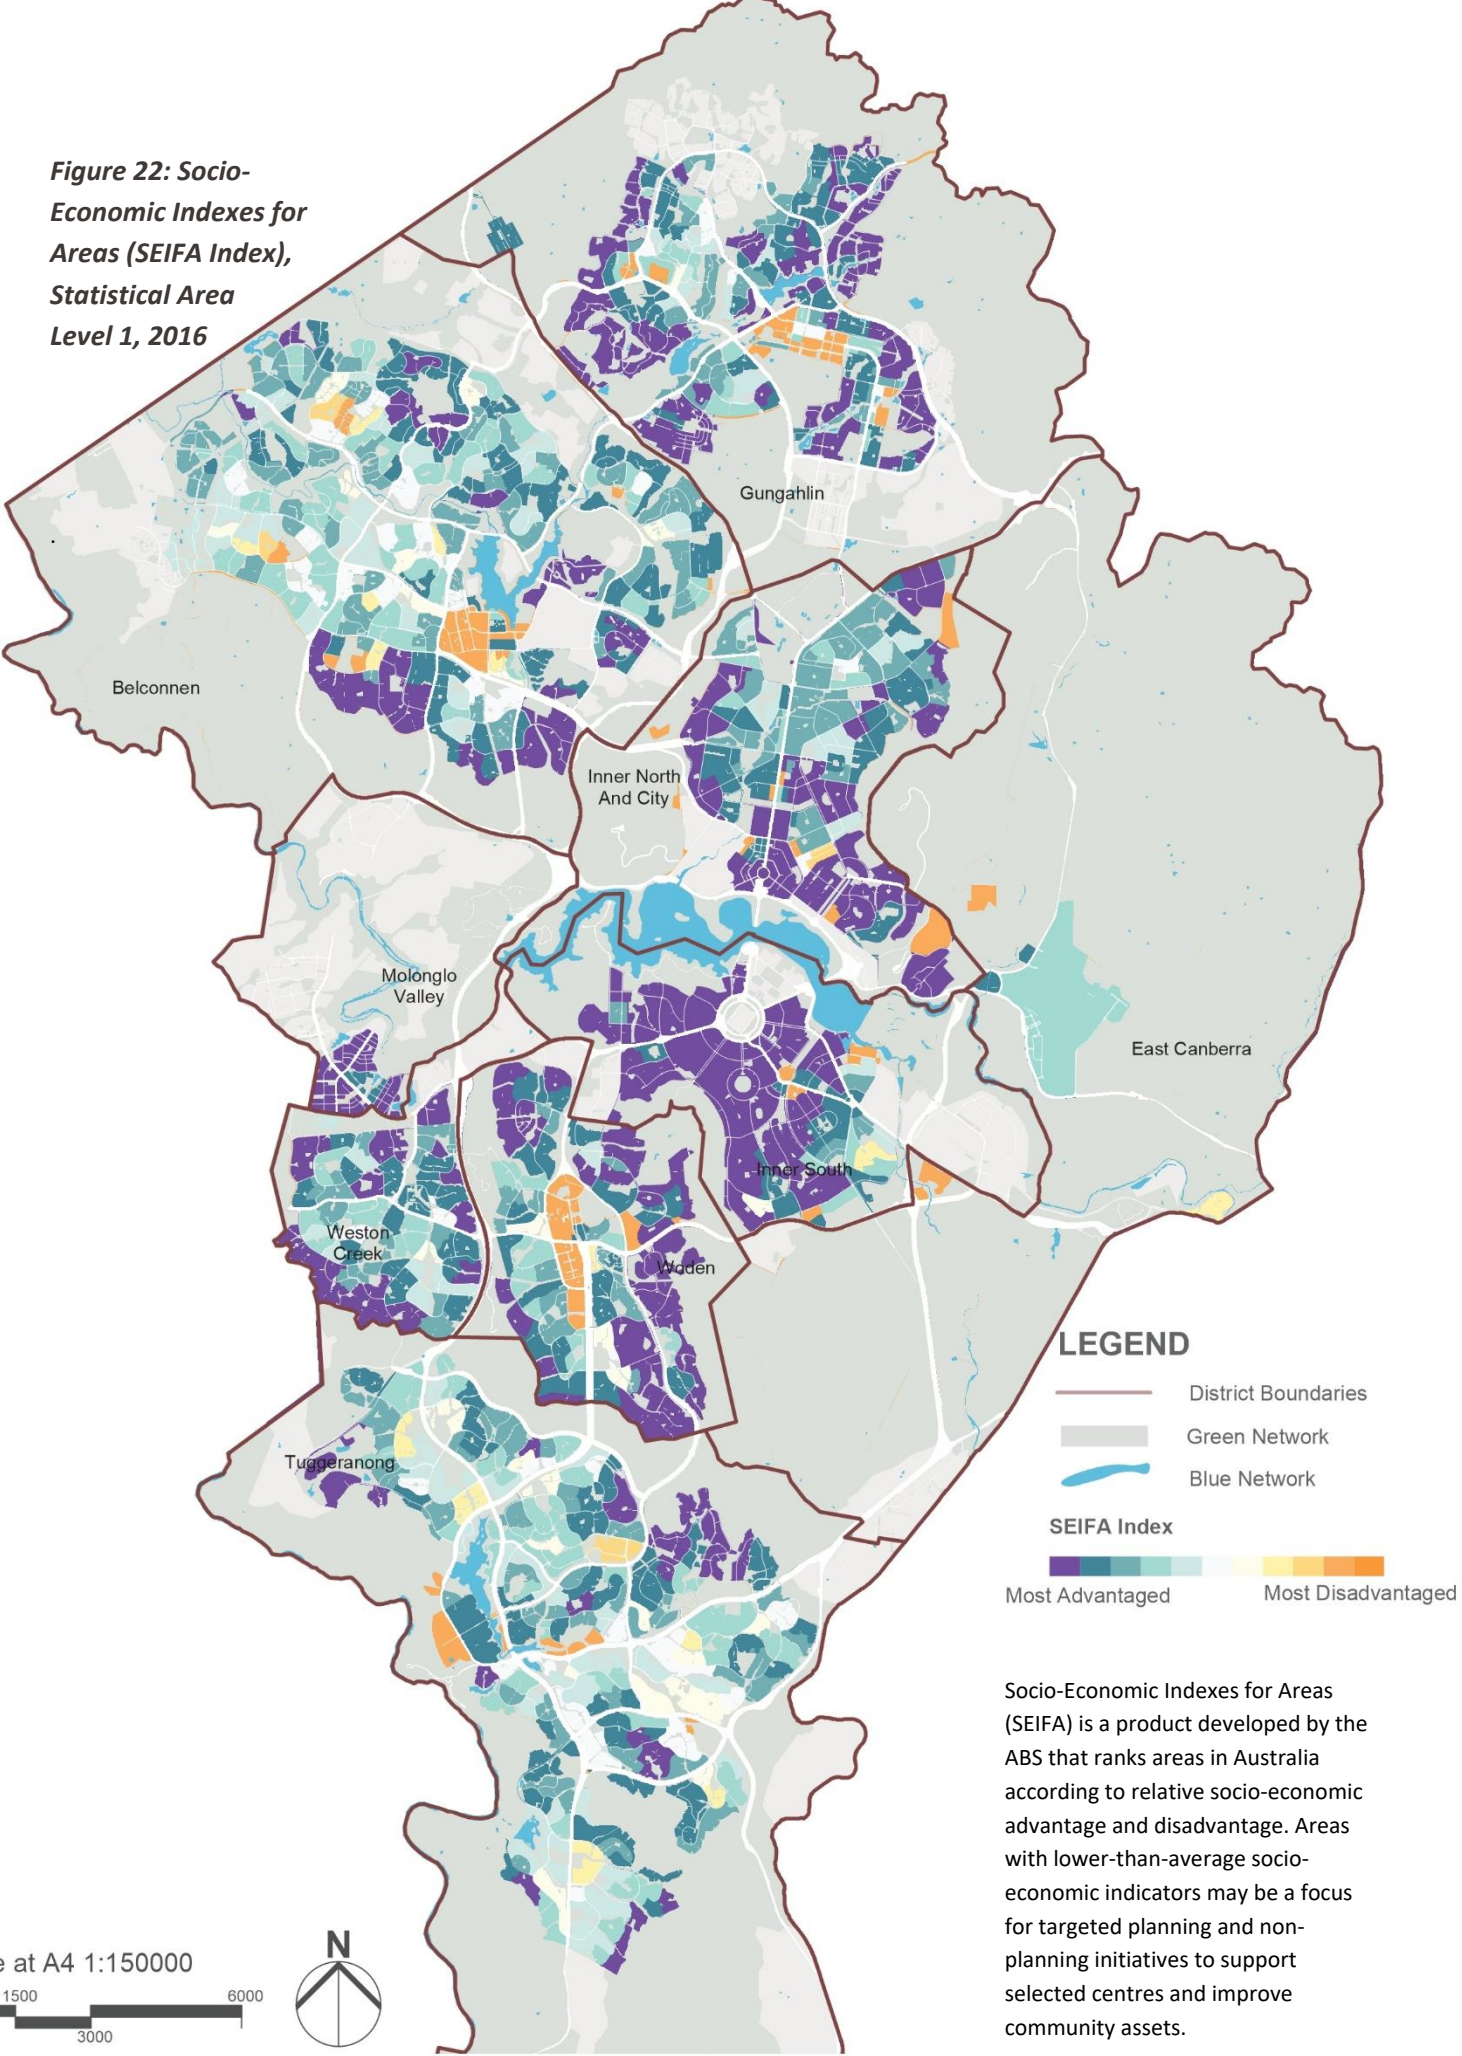 Figure 22: Socio-
Economic Indexes for
Areas (SEIFA Index),
Statistical Area
Level 1, 2016
Gungahlin
Belconnen
Inner North
And City
Molonglo
Valley
East Canberra
Inner South
Weston
Creek
Woden
Tuggeranong
LEGEND
District Boundaries
Green Network
Blue Network
SEIFA Index
Most Advantaged
Most Disadvantaged
Socio-Economic Indexes for Areas
(SEIFA) is a product developed by the
ABS that ranks areas in Australia
according to relative socio-economic
advantage and disadvantage. Areas
with lower-than-average socio-
economic indicators may be a focus
for targeted planning and non-
planning initiatives to support
selected centres and improve
community assets.
N
e at A4 1:150000
1500
6000
3000